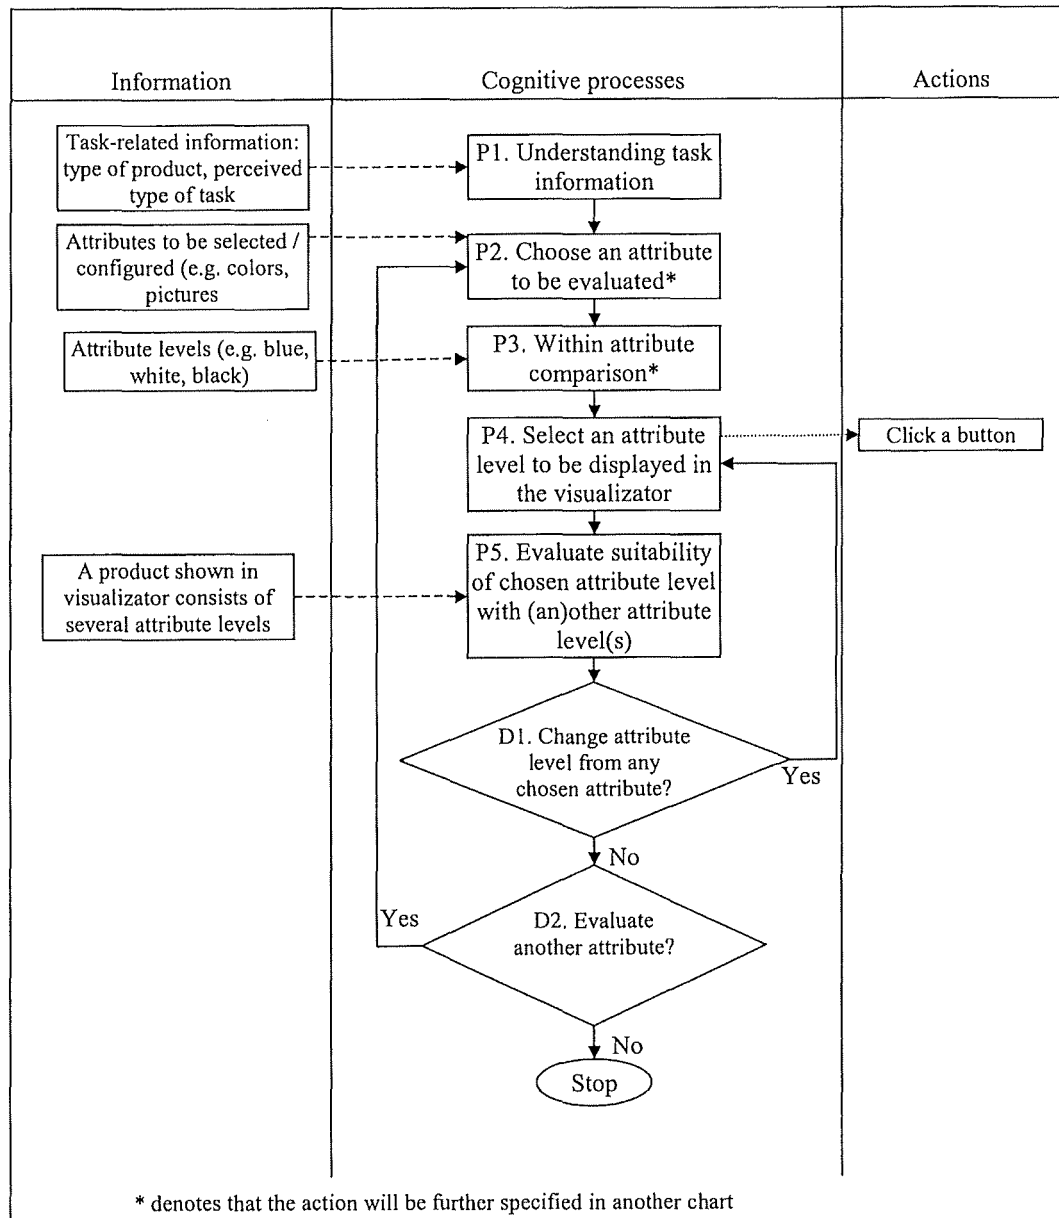 Information
Cognitive processes
Actions
Task-related information:
type of product, perceived
type of task
P1. Understanding task
information
Attributes to be selected /
configured (e.g. colors,
pictures
P2. Choose an attribute
to be evaluated*
Attribute levels (e.g. blue,
white, black)
P3. Within attribute
comparison*
P4. Select an attribute
level to be displayed in
the visualizator
Click a button
A product shown in
visualizator consists of
several attribute levels
P5. Evaluate suitability
of chosen attribute level
with (an)other attribute
level(s)
D1. Change attribute
level from any
chosen attribute?
Yes
No
D2. Evaluate
another attribute?
Yes
No
Stop
* denotes that the action will be further specified in another chart